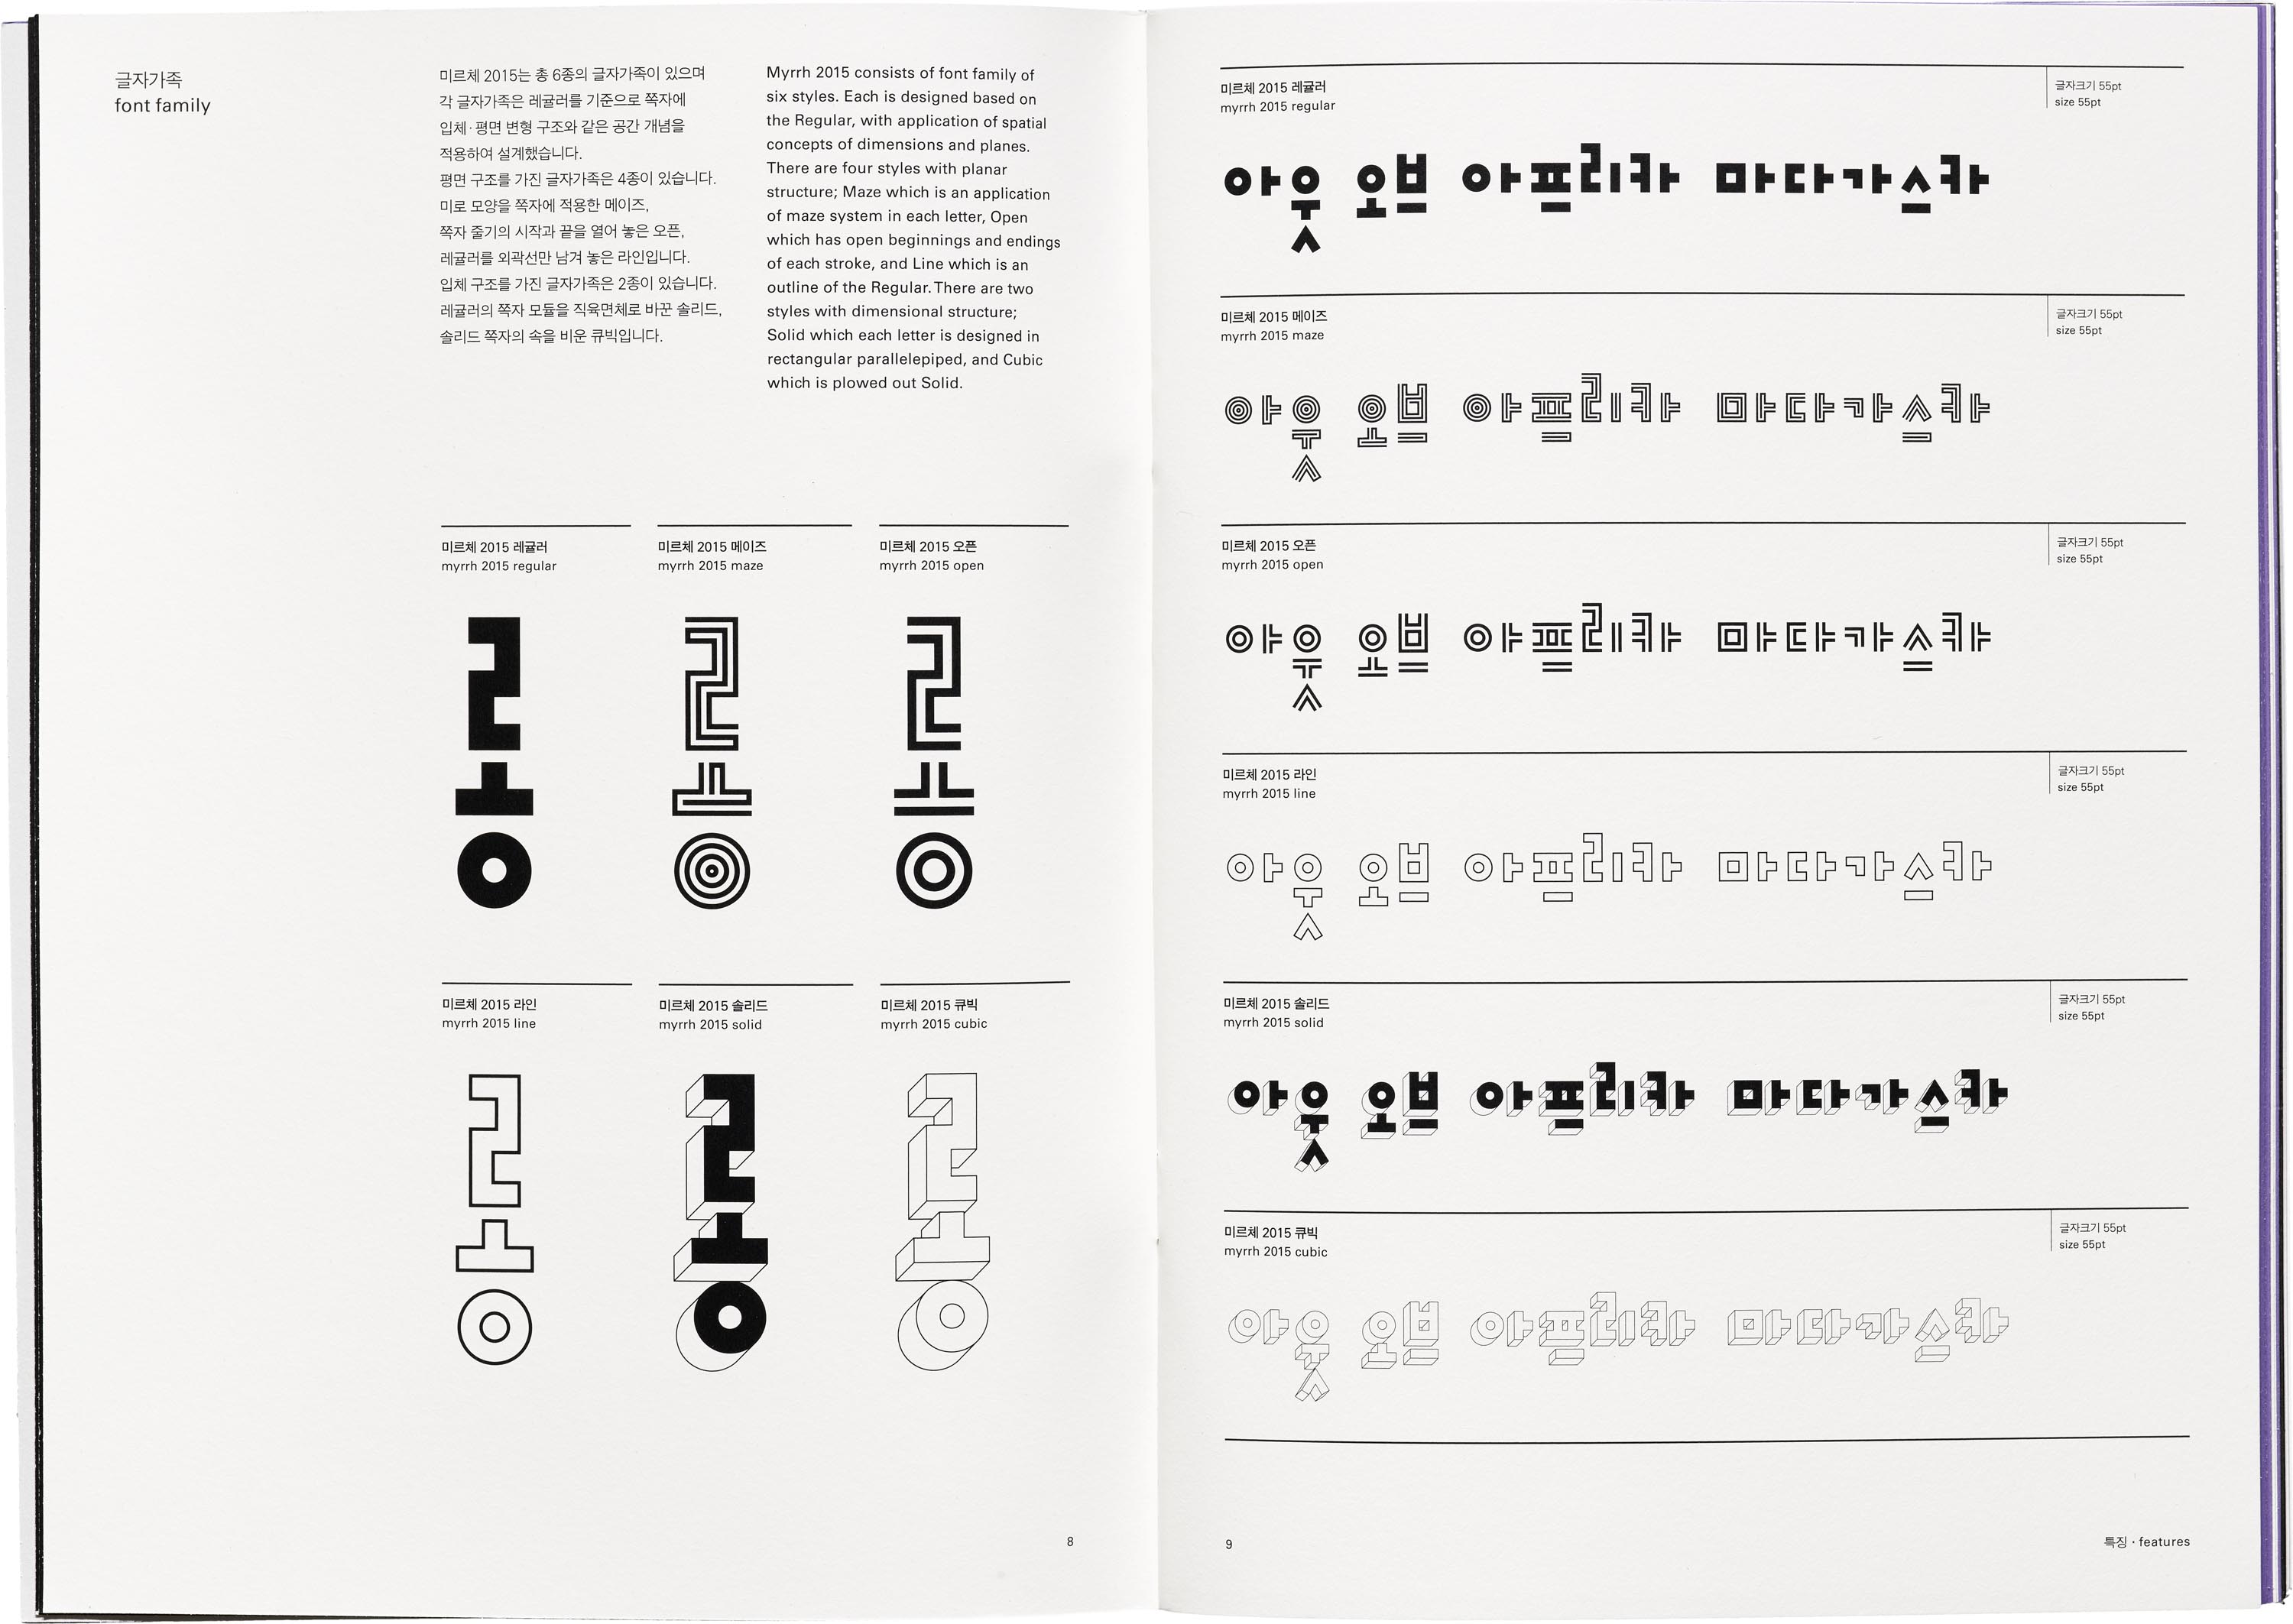 글자가족
font family
미르체 2015는 총 6종의 글자가족이 있으며
각 글자가족은 레귤러를 기준으로 쪽자에
입체·평면 변형 구조와 같은 공간 개념을
적용하여 설계했습니다.
평면 구조를 가진 글자가족은 4종이 있습니다.
미로 모양을 쪽자에 적용한 메이즈,
쪽자 줄기의 시작과 끝을 열어 놓은 오픈,
레귤러를 외곽선만 남겨 놓은 라인입니다.
입체 구조를 가진 글자가족은 2종이 있습니다.
레귤러의 쪽자 모듈을 직육면체로 바꾼 솔리드,
솔리드 쪽자의 속을 비운 큐빅입니다.
Myrrh 2015 consists of font family of
six styles. Each is designed based on
the Regular, with application of spatial
concepts of dimensions and planes.
There are four styles with planar
structure; Maze which is an application
of maze system in each letter, Open
which has open beginnings and endings
of each stroke, and Line which is an
outline of the Regular. There are two
styles with dimensional structure;
Solid which each letter is designed in
rectangular parallelepiped, and Cubic
which is plowed out Solid.
미르체 2015 레귤러
myrrh 2015 regular
롱
미르체 2015 메이즈
myrrh 2015 maze
롱
미르체 2015 오픈
myrrh 2015 open
롱
미르체 2015 라인
myrrh 2015 line
롱
미르체 2015 솔리드
myrrh 2015 solid
롱
미르체 2015 큐빅
myrrh 2015 cubic
롱
8
미르체 2015 레귤러
myrrh 2015 regular
글자크기 55pt
size 55pt
아웃 오브 아프리카 마다가스카
미르체 2015 메이즈
myrrh 2015 maze
글자크기 55pt
size 55pt
아웃 오브 아프리카 마다가스카
미르체 2015 오픈
myrrh 2015 open
글자크기 55pt
size 55pt
아웃 오브 아프리카 마다가스카
미르체 2015 라인
myrrh 2015 line
글자크기 55pt
size 55pt
아웃 오브 아프리카 마다가스카
미르체 2015 솔리드
myrrh 2015 solid
글자크기 55pt
size 55pt
아웃 오브 아프리카 마다가스카
미르체 2015 큐빅
myrrh 2015 cubic
글자크기 55pt
size 55pt
아웃 오브 아프리카 마다가스카
9
특징 · features